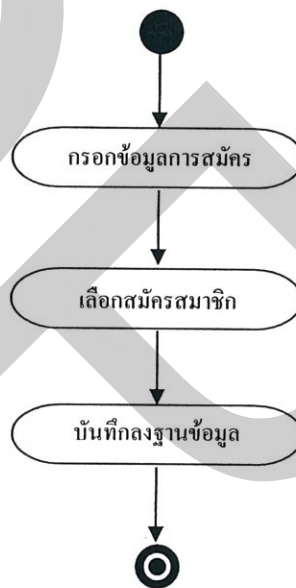 กรอกข้อมูลการสมัคร
เลือกสมัครสมาชิก
บันทึกลงฐานข้อมูล